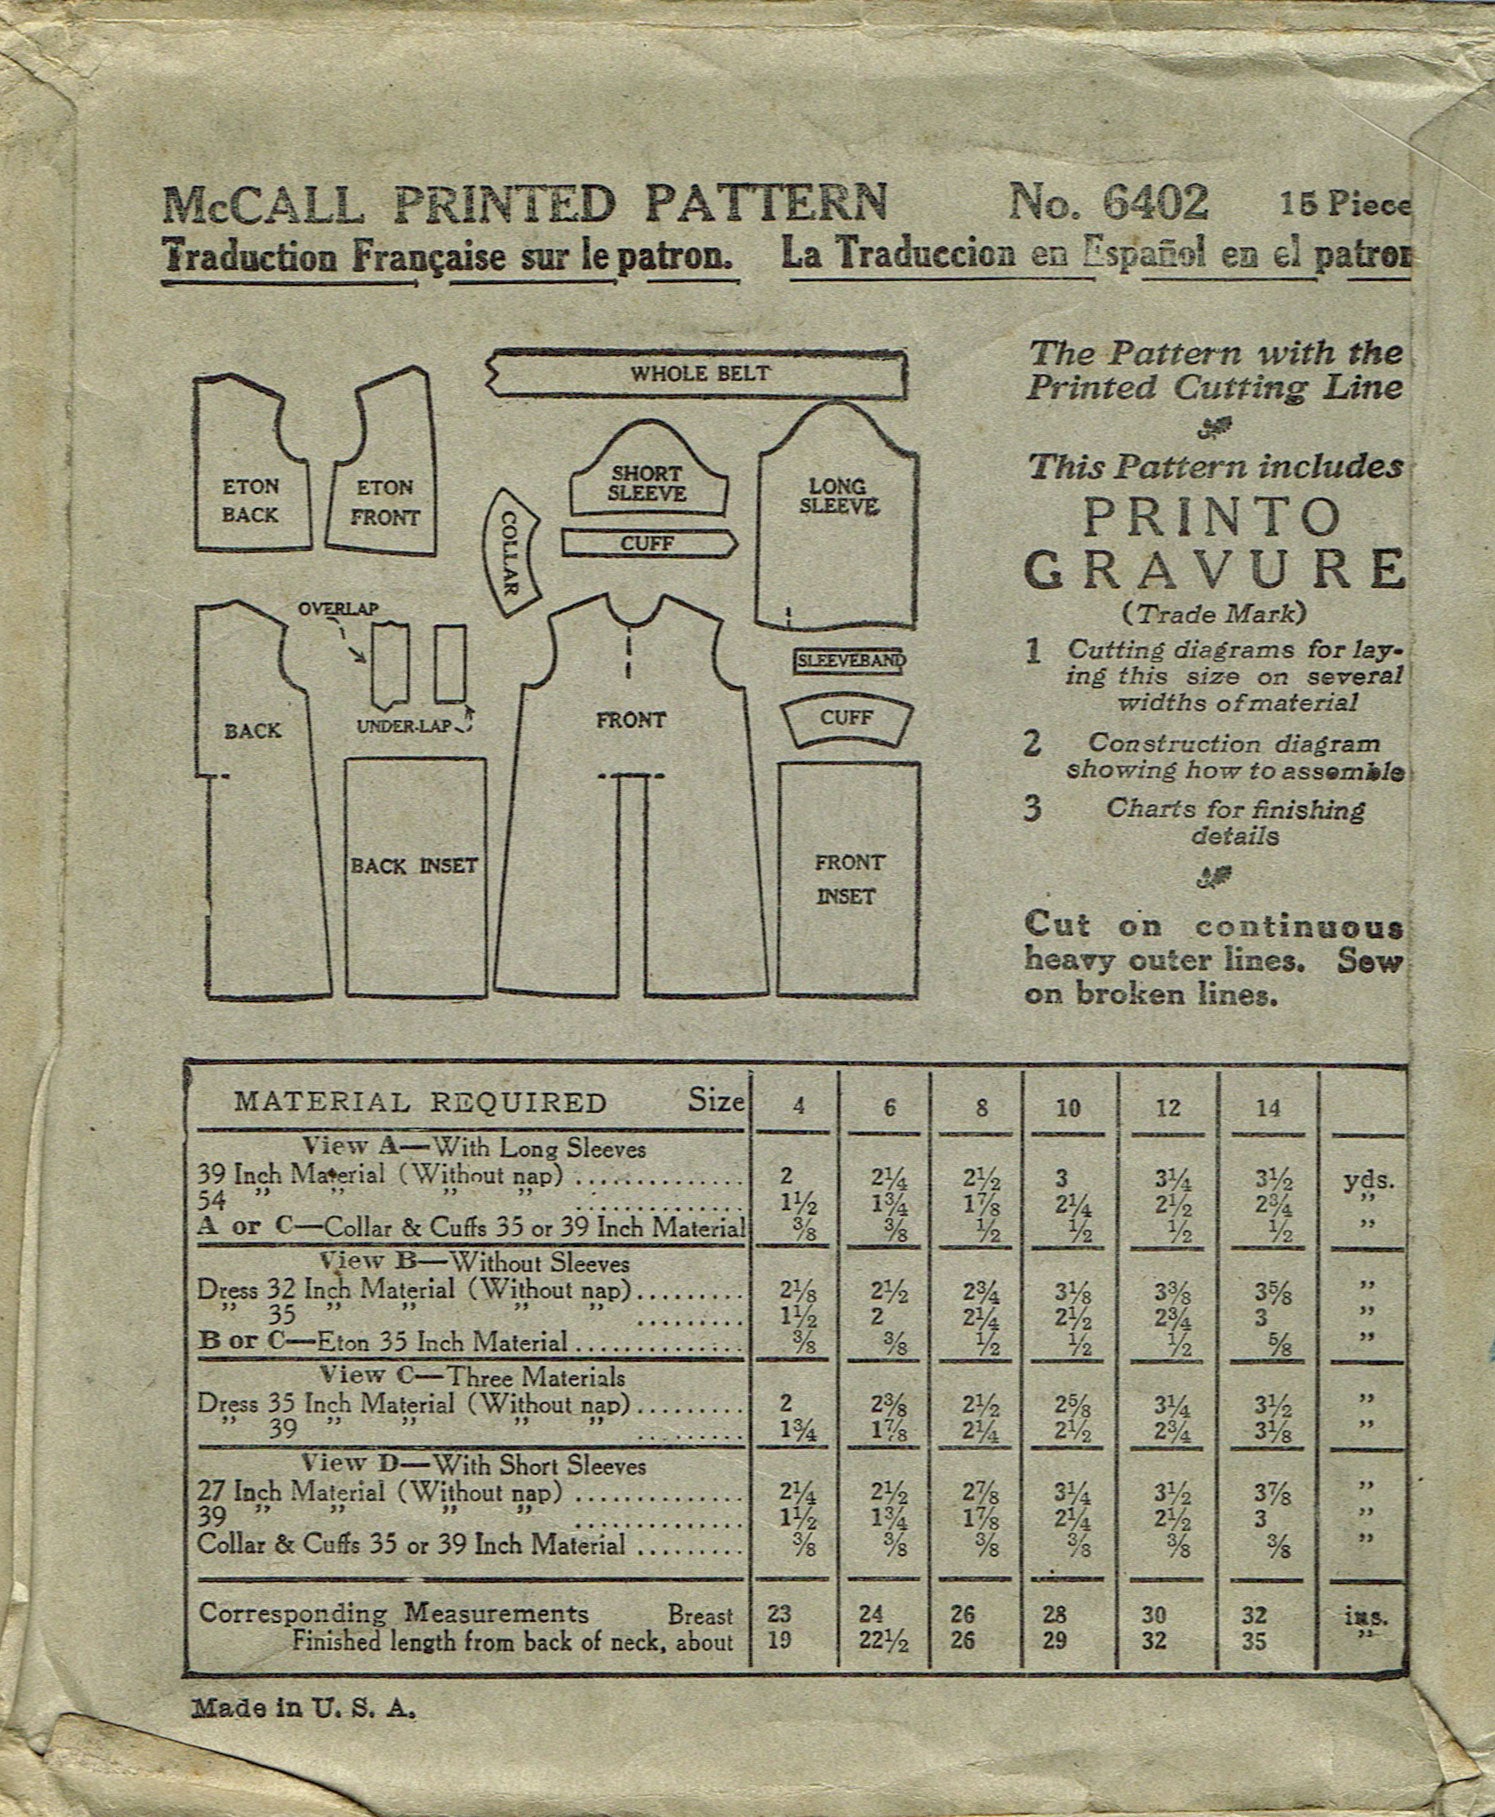 McCALL PRINTED PATTERN No. 6402 15 Piece
Traduction Française sur le patron. La Traduccion en Español en el patron
WHOLE BELT
ETON BACK
ETON FRONT
SHORT SLEEVE
LONG SLEEVE
COLLAR
CUFF
OVERLAP
SLEEVEBAND
BACK
UNDER-LAP
FRONT
CUFF
BACK INSET
FRONT INSET
The Pattern with the
Printed Cutting Line
This Pattern includes
PRINTO
GRAVURE
(Trade Mark)
1 Cutting diagrams for lay-
ing this size on several
widths of material
2 Construction diagram
showing how to assemble
3 Charts for finishing
details
Cut on continuous
heavy outer lines. Sew
on broken lines.
MATERIAL REQUIRED Size 4 6 8 10 12 14
View A—With Long Sleeves
39 Inch Material (Without nap) .............. 2 2¼ 2½ 3 3¼ 3½ yds.
54 " " " " .............. 1½ 1¾ 1⅞ 2¼ 2½ 2¾ "
A or C—Collar & Cuffs 35 or 39 Inch Material ⅜ ⅜ ½ ½ ½ ½ "
View B—Without Sleeves
Dress 32 Inch Material (Without nap)......... 2⅛ 2½ 2¾ 3⅛ 3⅜ 3⅝ "
" 35 " " " " ......... 1½ 2 2¼ 2½ 2¾ 3 "
B or C—Eton 35 Inch Material .............. ⅜ ⅜ ½ ½ ½ ⅝ "
View C—Three Materials
Dress 35 Inch Material (Without nap)......... 2 2⅜ 2½ 2⅝ 3¼ 3½ "
" 39 " " " " ......... 1¾ 1⅞ 2¼ 2½ 2¾ 3⅛ "
View D—With Short Sleeves
27 Inch Material (Without nap) .............. 2¼ 2½ 2⅞ 3¼ 3½ 3⅞ "
39 " " " " .............. 1½ 1¾ 1⅞ 2¼ 2½ 3 "
Collar & Cuffs 35 or 39 Inch Material ......... ⅜ ⅜ ⅜ ⅜ ⅜ ⅜ "
Corresponding Measurements Breast 23 24 26 28 30 32 ins.
Finished length from back of neck, about 19 22½ 26 29 32 35 "
Made in U. S. A.